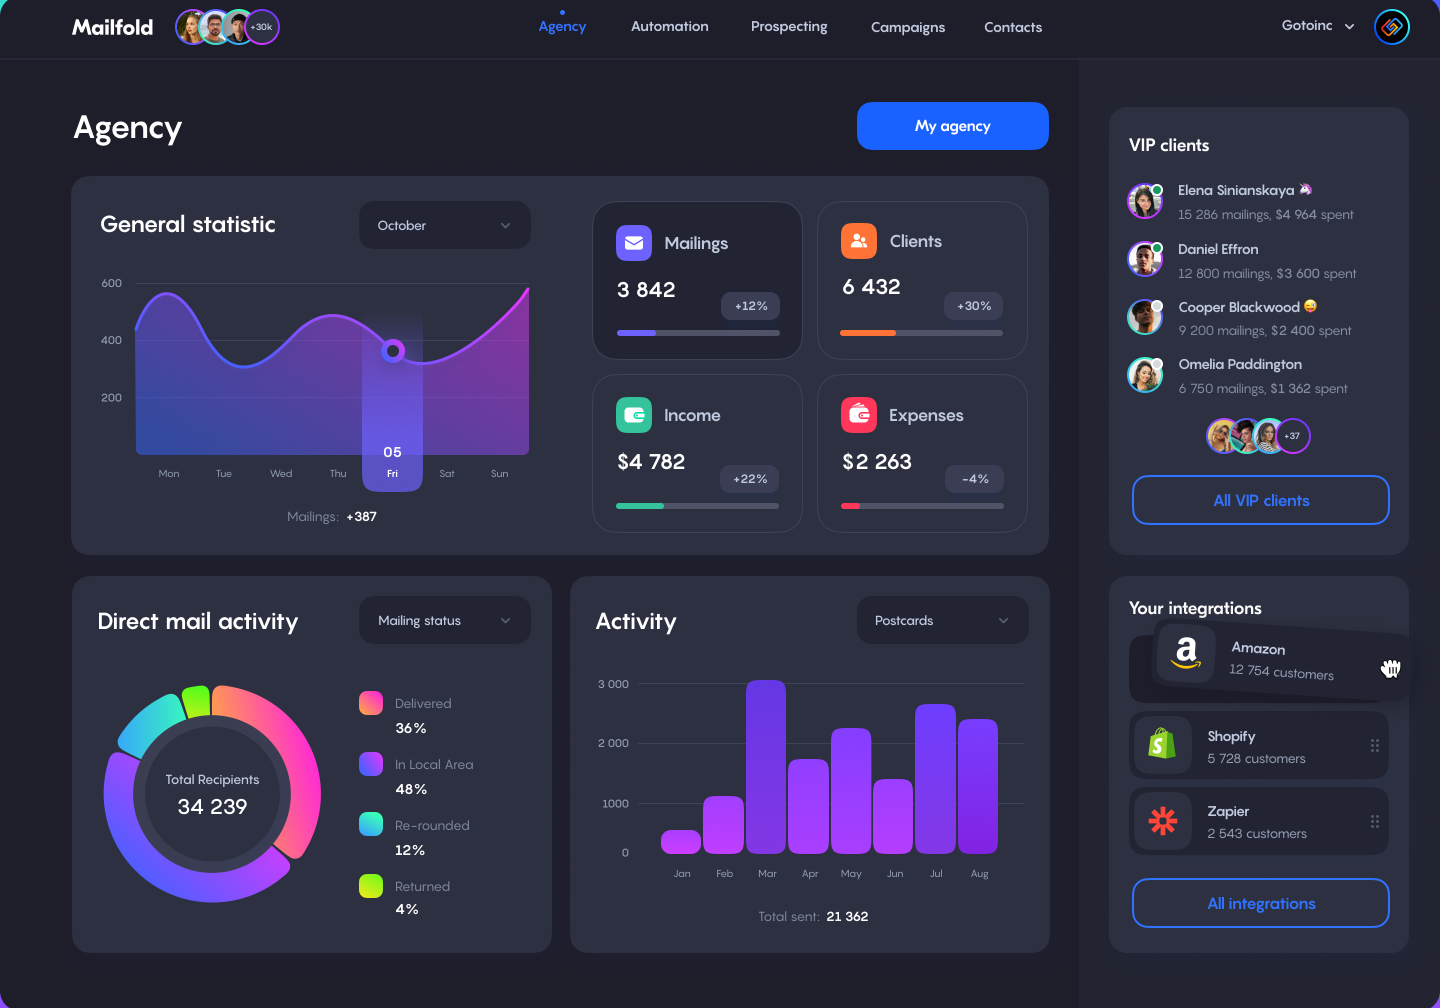 Mailfold
+30k
Agency
Automation
Prospecting
Campaigns
Contacts
Gotoinc
Agency
My agency
General statistic
October
600
400
200
05
Mon
Tue
Wed
Thu
Fri
Sat
Sun
Mailings: +387
Mailings
3 842
+12%
Clients
6 432
+30%
Income
$4 782
+22%
Expenses
$2 263
-4%
VIP clients
Elena Sinianskaya 🦄
15 286 mailings, $4 964 spent
Daniel Effron
12 800 mailings, $3 600 spent
Cooper Blackwood 😜
9 200 mailings, $2 400 spent
Omelia Paddington
6 750 mailings, $1 362 spent
+37
All VIP clients
Direct mail activity
Mailing status
Total Recipients
34 239
Delivered
36%
In Local Area
48%
Re-rounded
12%
Returned
4%
Activity
Postcards
3 000
2 000
1000
0
Jan
Feb
Mar
Apr
May
Jun
Jul
Aug
Total sent: 21 362
Your integrations
a
Amazon
12 754 customers
S
Shopify
5 728 customers
Zapier
2 543 customers
All integrations